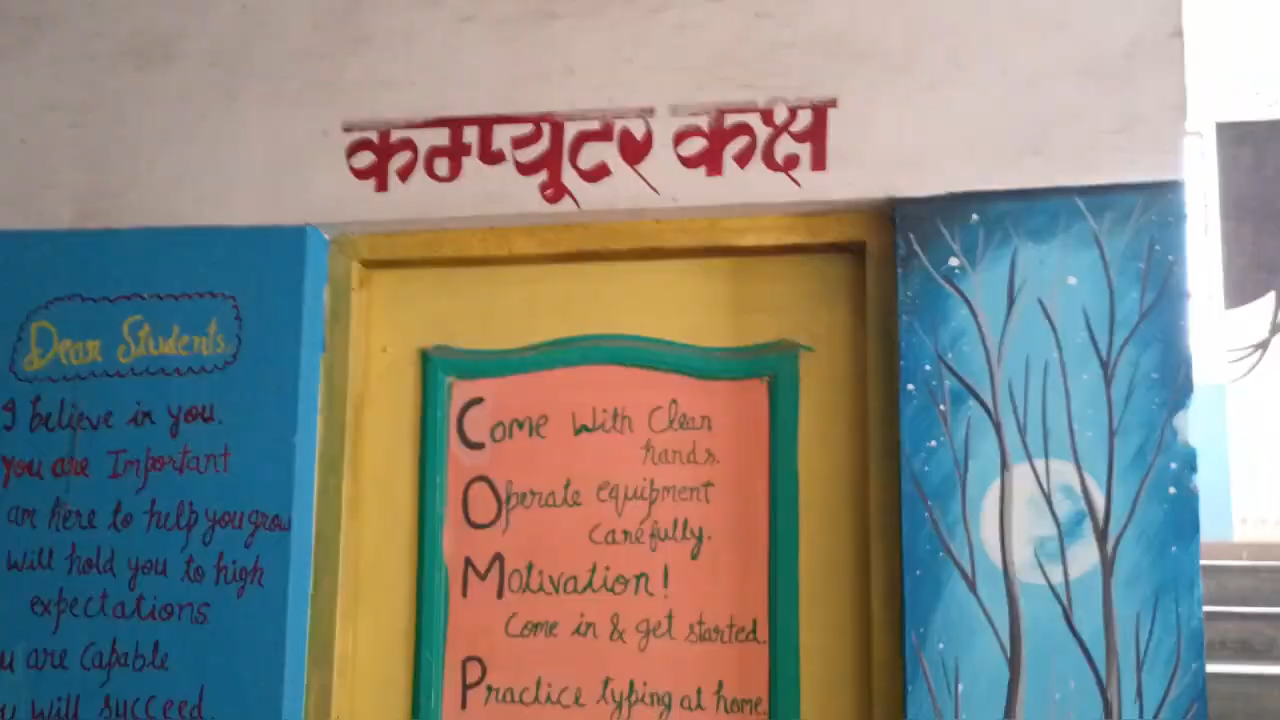 कम्प्यूटर कक्ष
Dear Students
I believe in you.
you are Important
am here to help you grow
will hold you to high
expectations
are Capable
will succeed.
Come With Clean
hands.
Operate equipment
carefully.
Motivation!
Come in & get started.
Practice typing at home.